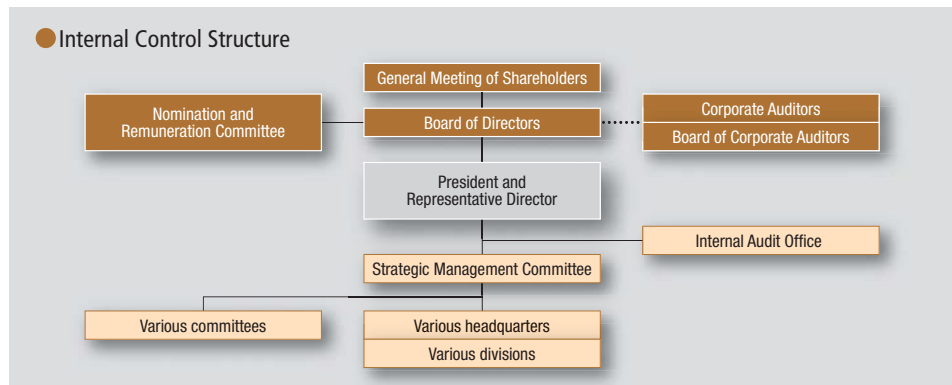 Internal Control Structure
General Meeting of Shareholders
Nomination and
Remuneration Committee
Board of Directors
Corporate Auditors
Board of Corporate Auditors
President and
Representative Director
Internal Audit Office
Strategic Management Committee
Various committees
Various headquarters
Various divisions